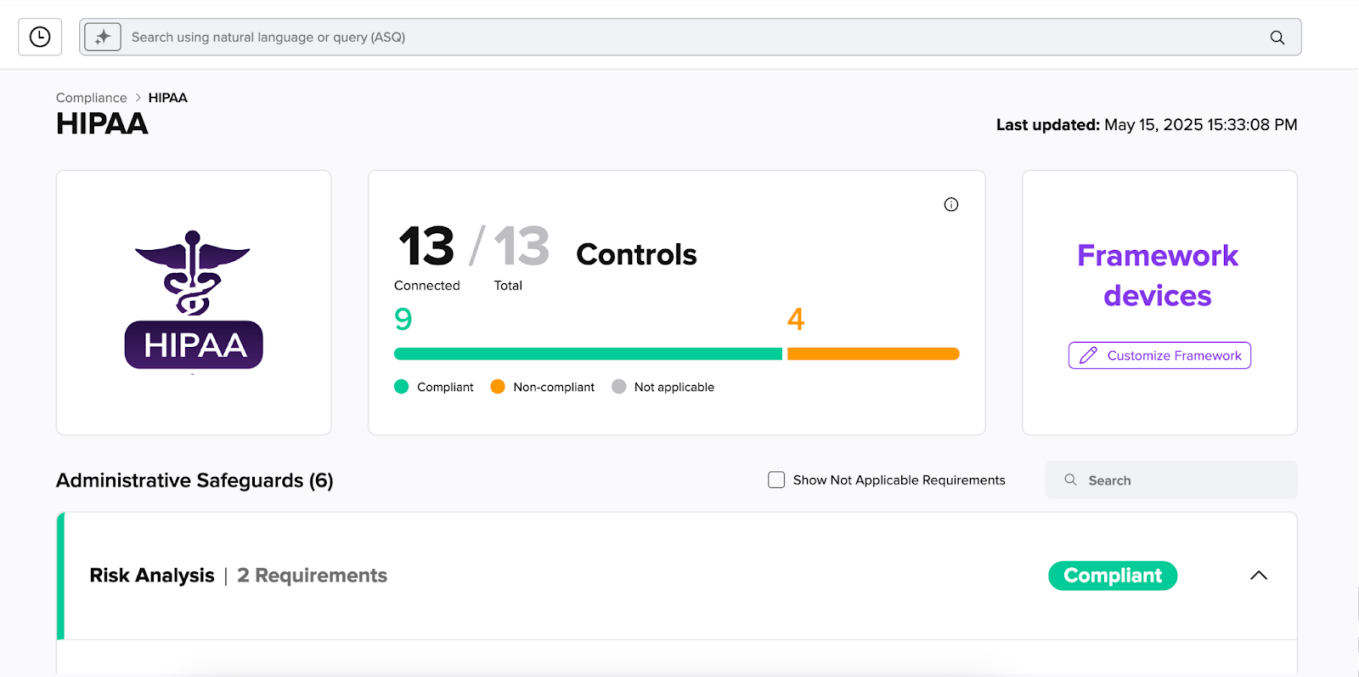 Search using natural language or query (ASQ)
Compliance > HIPAA
HIPAA
Last updated: May 15, 2025 15:33:08 PM
HIPAA
13 / 13 Controls
Connected Total
9 4
Compliant Non-compliant Not applicable
Framework
devices
Customize Framework
Administrative Safeguards (6)
Show Not Applicable Requirements
Search
Risk Analysis | 2 Requirements
Compliant